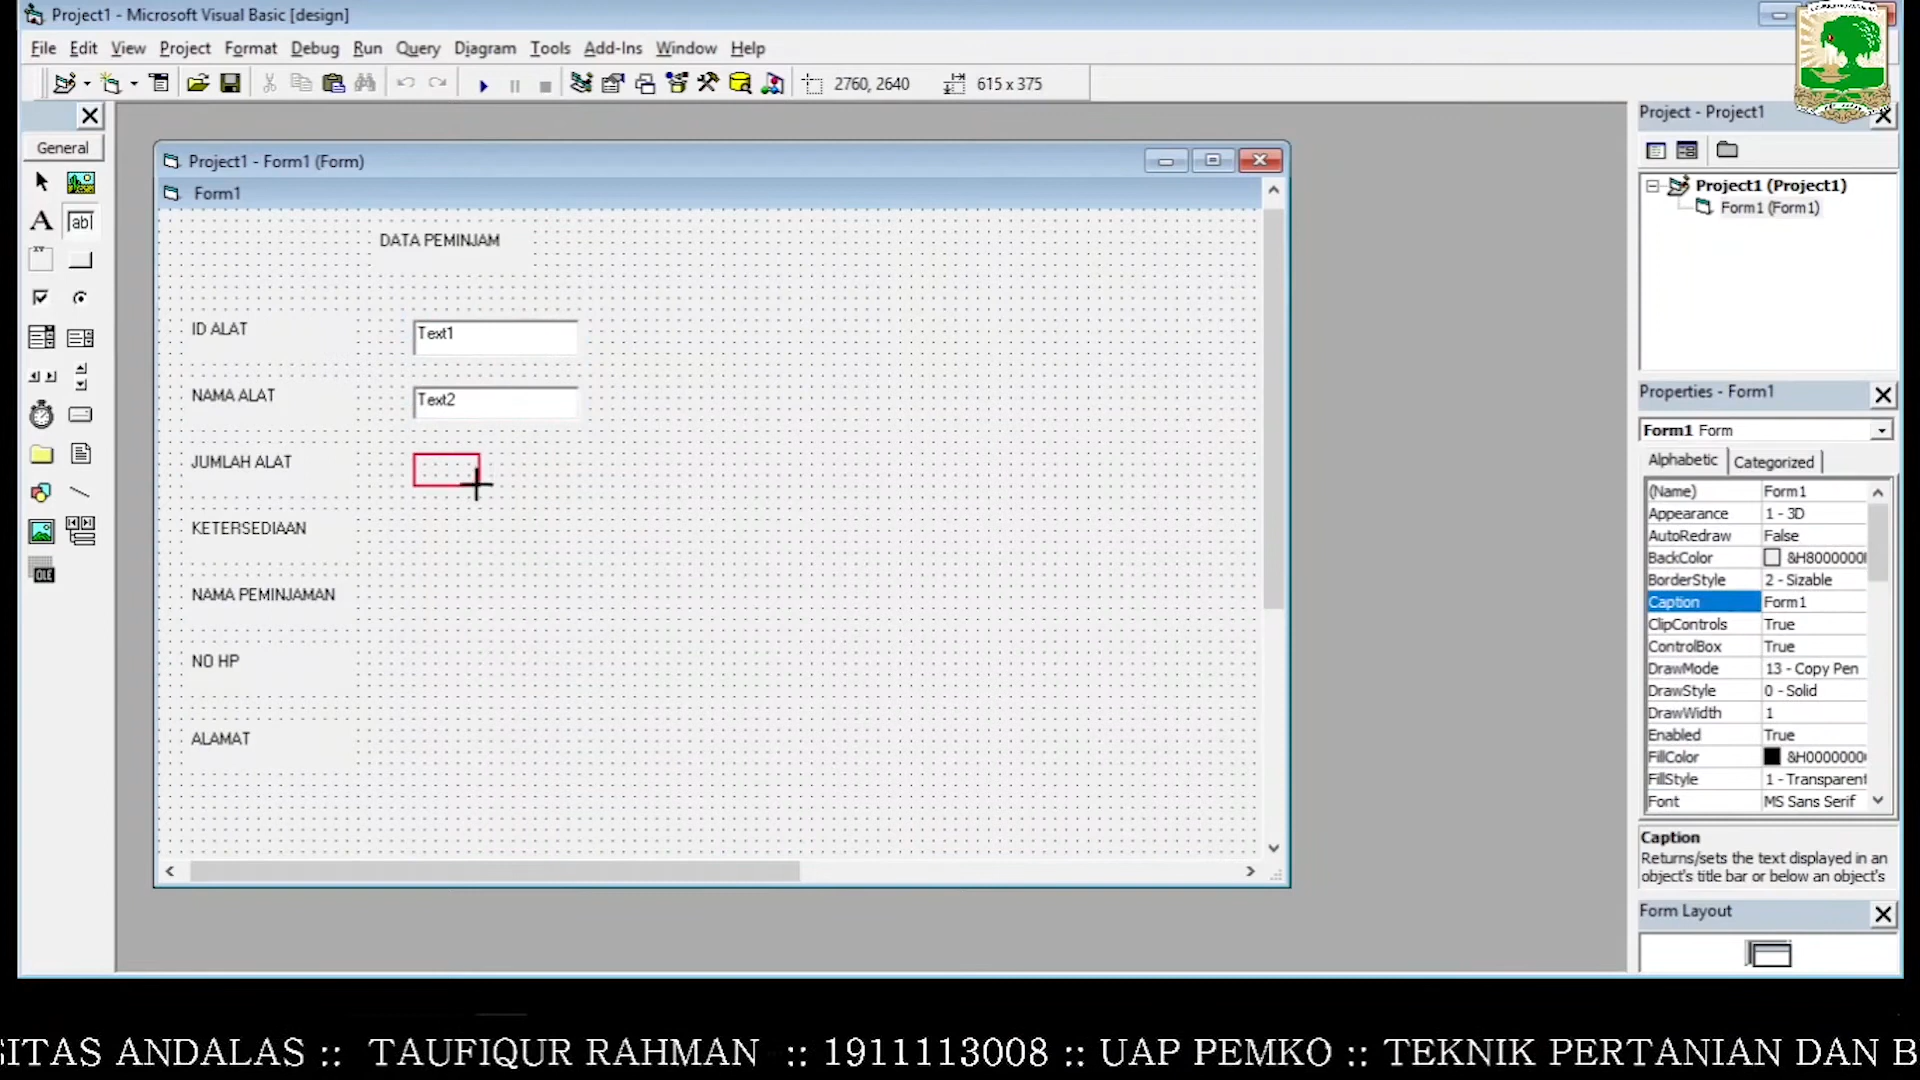 Project1 - Microsoft Visual Basic [design]
File Edit View Project Format Debug Run Query Diagram Tools Add-Ins Window Help
2760, 2640 615 x 375
General
A ab|
XY
OLE
Project1 - Form1 (Form)
Form1
DATA PEMINJAM
ID ALAT Text1
NAMA ALAT Text2
JUMLAH ALAT
KETERSEDIAAN
NAMA PEMINJAMAN
NO HP
ALAMAT
Project - Project1
Project1 (Project1)
Form1 (Form1)
Properties - Form1
Form1 Form
Alphabetic Categorized
(Name) Form1
Appearance 1 - 3D
AutoRedraw False
BackColor &H8000000
BorderStyle 2 - Sizable
Caption Form1
ClipControls True
ControlBox True
DrawMode 13 - Copy Pen
DrawStyle 0 - Solid
DrawWidth 1
Enabled True
FillColor &H0000000
FillStyle 1 - Transparent
Font MS Sans Serif
Caption
Returns/sets the text displayed in an
object's title bar or below an object's
Form Layout
SITAS ANDALAS :: TAUFIQUR RAHMAN :: 1911113008 :: UAP PEMKO :: TEKNIK PERTANIAN DAN B